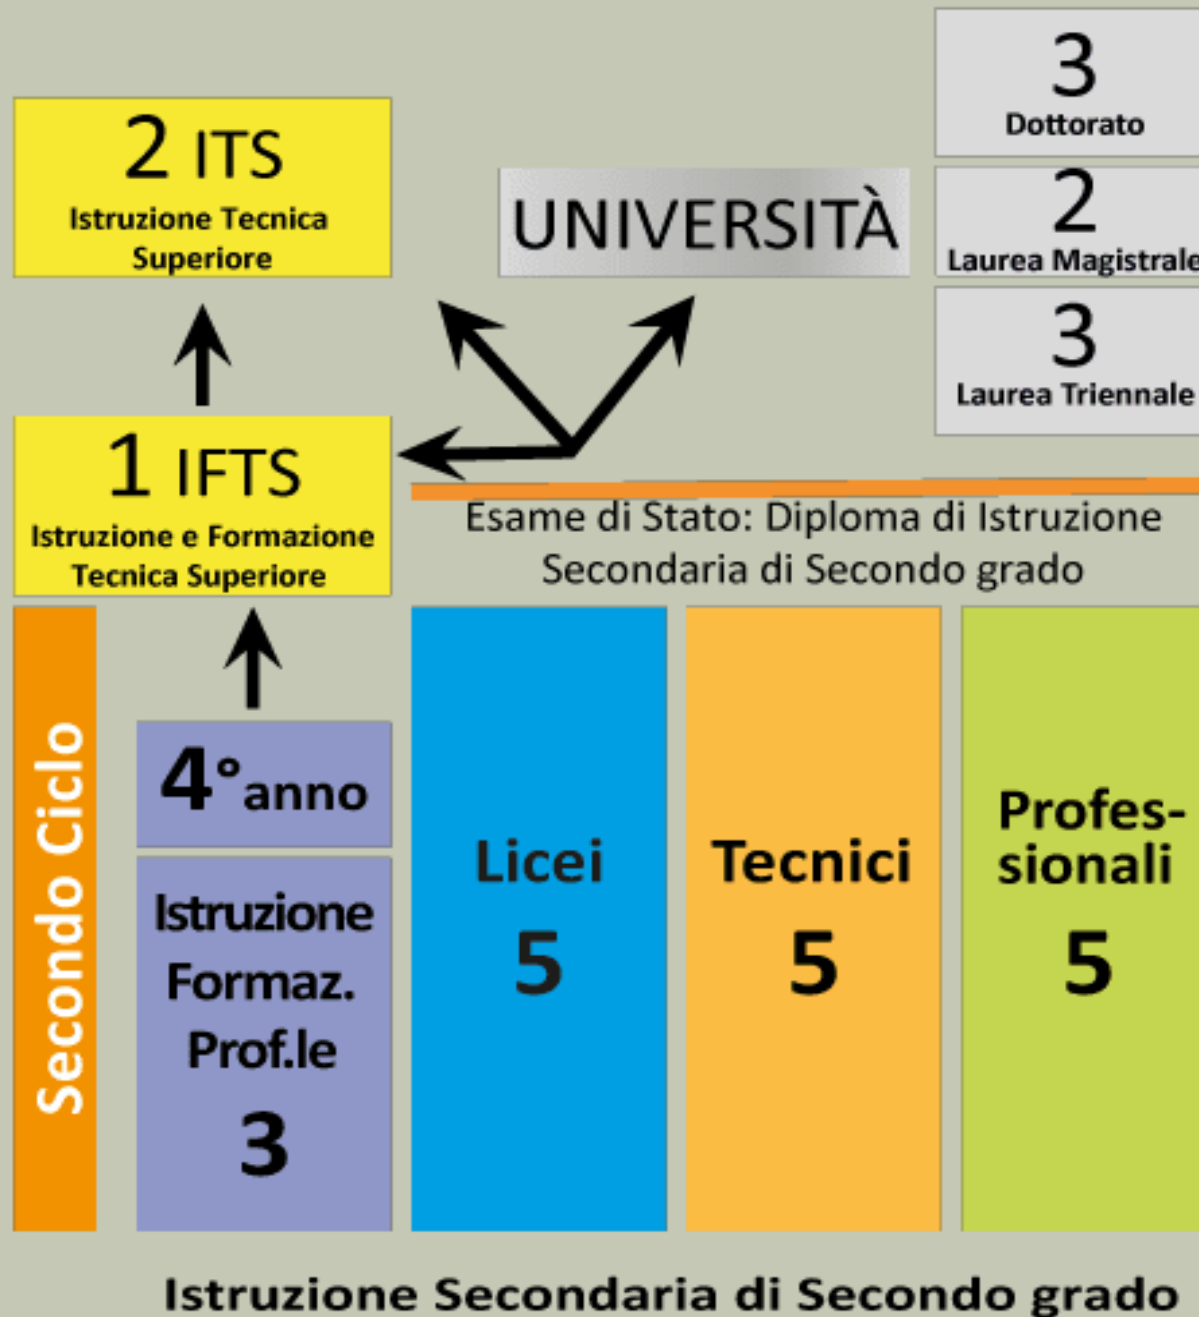 3
Dottorato
2 ITS
Istruzione Tecnica
Superiore
UNIVERSITÀ
2
Laurea Magistrale
3
Laurea Triennale
1 IFTS
Istruzione e Formazione
Tecnica Superiore
Esame di Stato: Diploma di Istruzione
Secondaria di Secondo grado
Secondo Ciclo
4° anno
Istruzione
Formaz.
Prof.le
3
Licei
5
Tecnici
5
Profes-
sionali
5
Istruzione Secondaria di Secondo grado